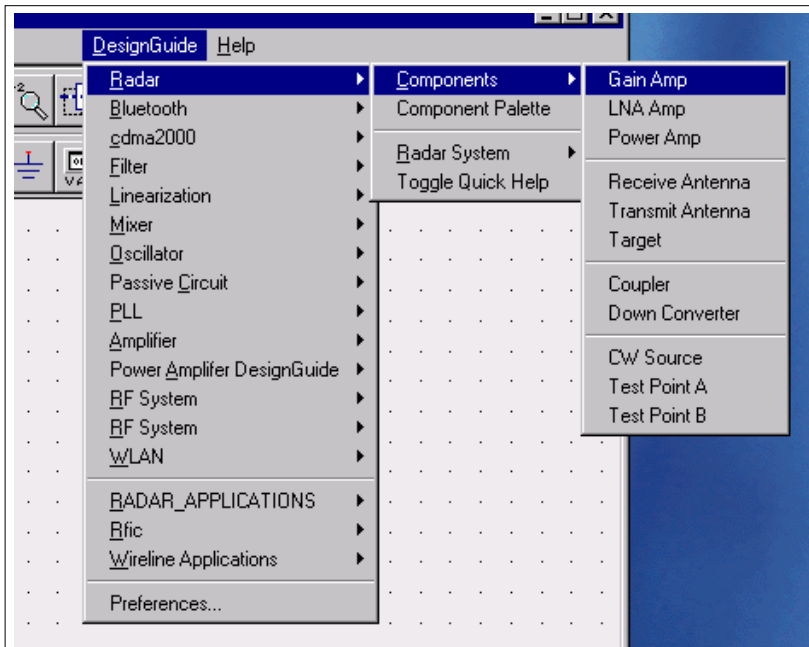 DesignGuide Help
Radar
Bluetooth
cdma2000
Filter
Linearization
Mixer
Oscillator
Passive Circuit
PLL
Amplifier
Power Amplifer DesignGuide
RF System
RF System
WLAN
RADAR_APPLICATIONS
Rfic
Wireline Applications
Preferences...
Components
Component Palette
Radar System
Toggle Quick Help
Gain Amp
LNA Amp
Power Amp
Receive Antenna
Transmit Antenna
Target
Coupler
Down Converter
CW Source
Test Point A
Test Point B